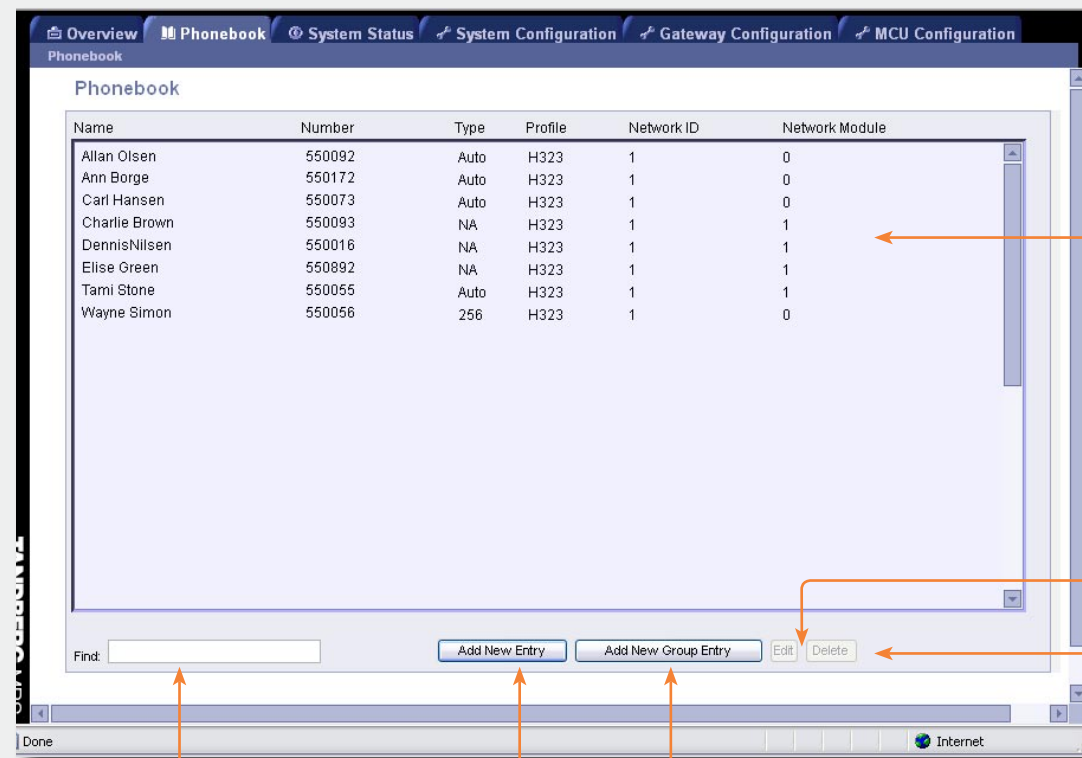 Overview Phonebook System Status System Configuration Gateway Configuration MCU Configuration
Phonebook
Phonebook
Name Number Type Profile Network ID Network Module
Allan Olsen 550092 Auto H323 1 0
Ann Borge 550172 Auto H323 1 0
Carl Hansen 550073 Auto H323 1 0
Charlie Brown 550093 NA H323 1 1
DennisNilsen 550016 NA H323 1 1
Elise Green 550892 NA H323 1 1
Tami Stone 550055 Auto H323 1 1
Wayne Simon 550056 256 H323 1 0
Find: Add New Entry Add New Group Entry Edit Delete
Done Internet